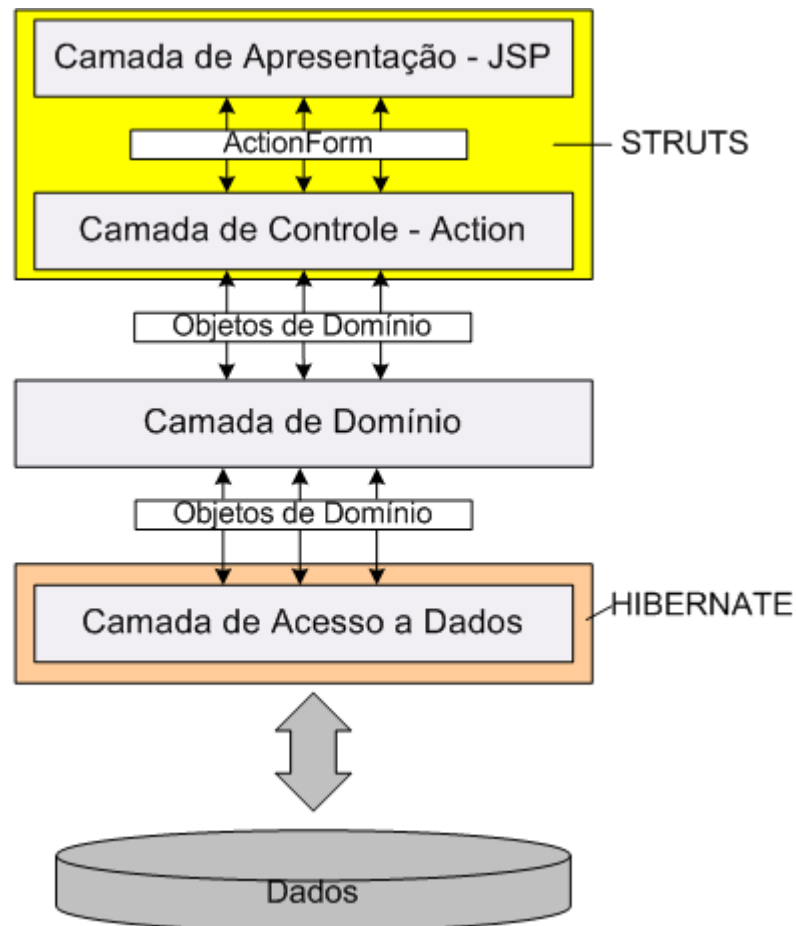 Camada de Apresentação - JSP
ActionForm
STRUTS
Camada de Controle - Action
Objetos de Domínio
Camada de Domínio
Objetos de Domínio
HIBERNATE
Camada de Acesso a Dados
Dados